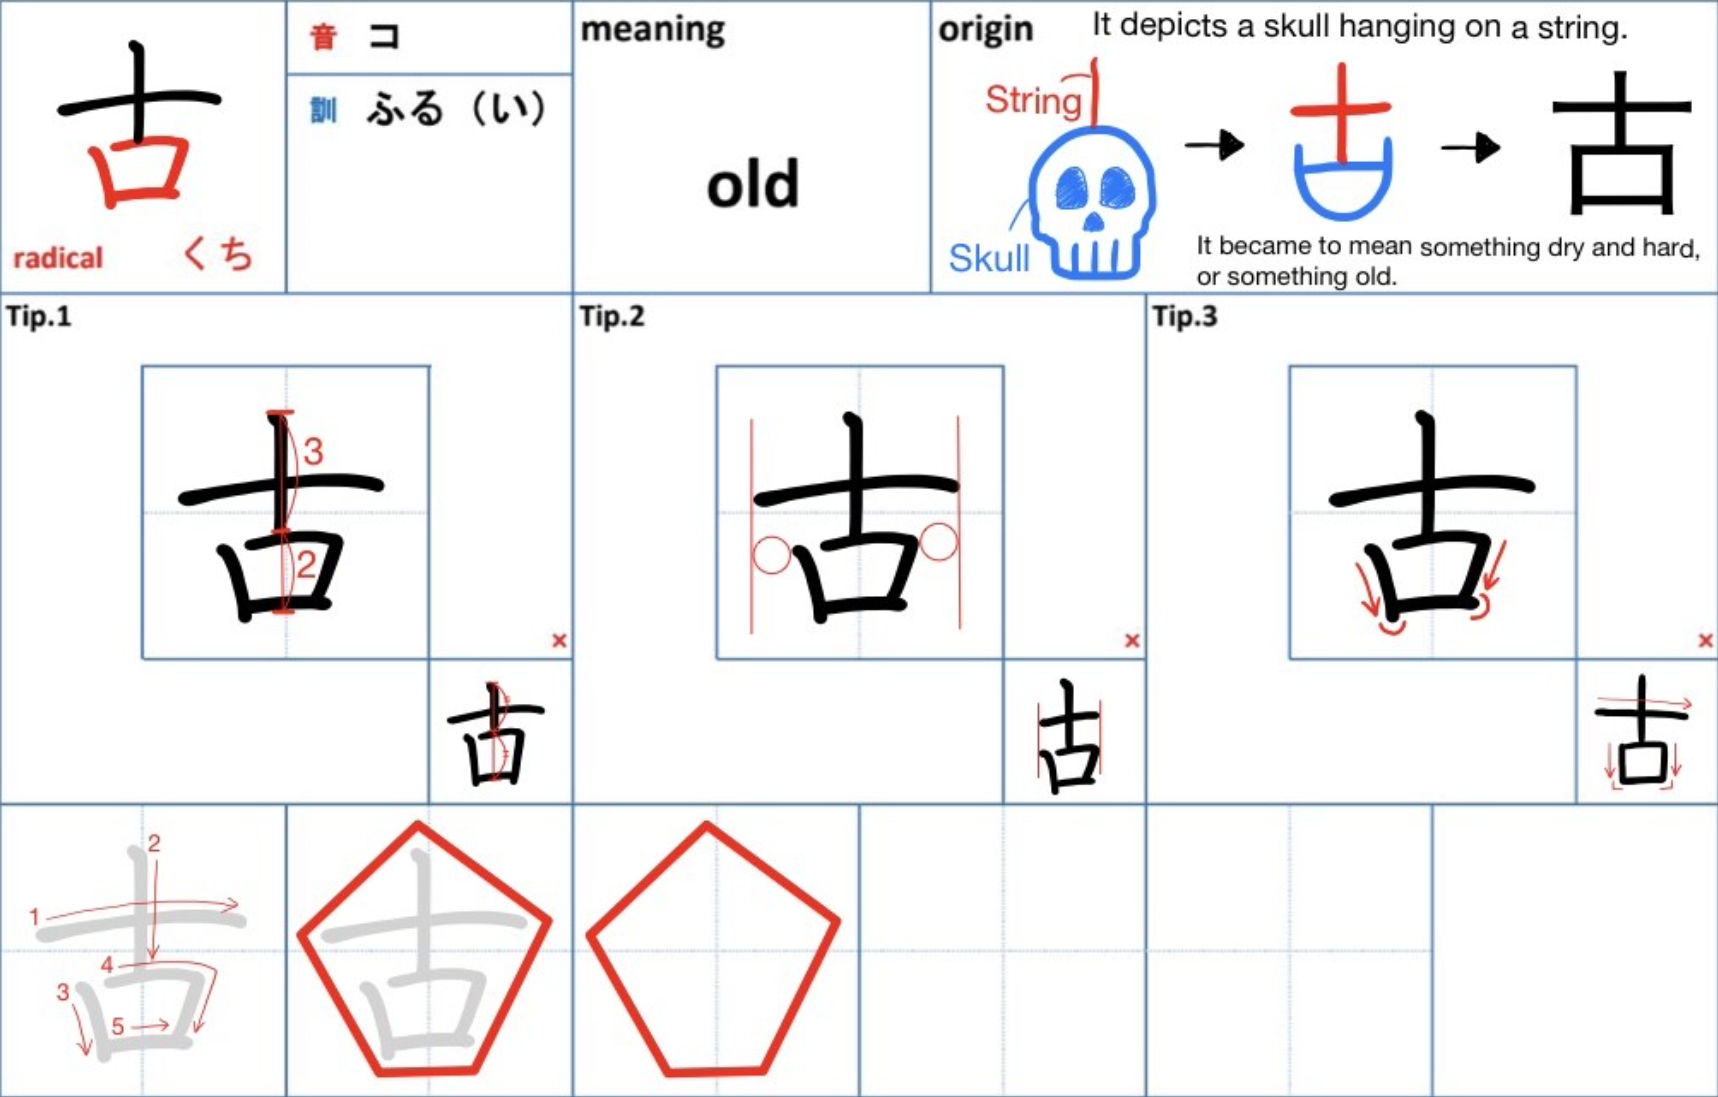 古
radical くち
音 コ
訓 ふる（い）
meaning
old
origin
It depicts a skull hanging on a string.
String
Skull
古
It became to mean something dry and hard,
or something old.
Tip.1
古
3
2
×
古
Tip.2
古
×
古
Tip.3
古
×
古
古
1
2
3
4
5
古